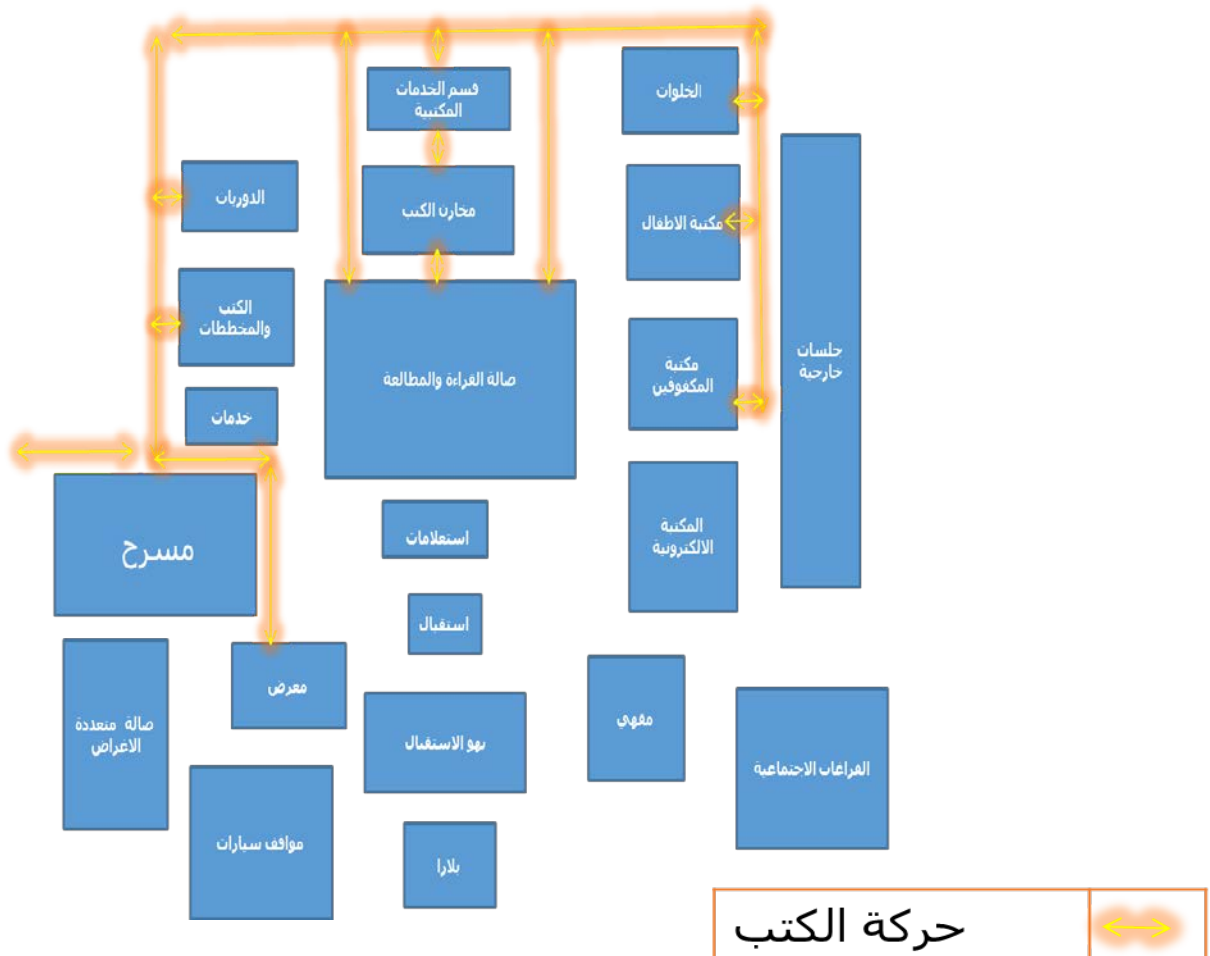 قسم الخدمات
المكتبية
الخلوات
الدوريات
مخازن الكتب
مكتبة الاطفال
الكتب
والمخططات
صالة القراءة والمطالعة
مكتبة
المكفوفين
جلسات
خارجية
خدمات
مسرح
استعلامات
المكتبة
الالكترونية
استقبال
معرض
صالة متعددة
الاغراض
بهو الاستقبال
مقهي
الفراغات الاجتماعية
مواقف سيارات
بلازا
حركة الكتب